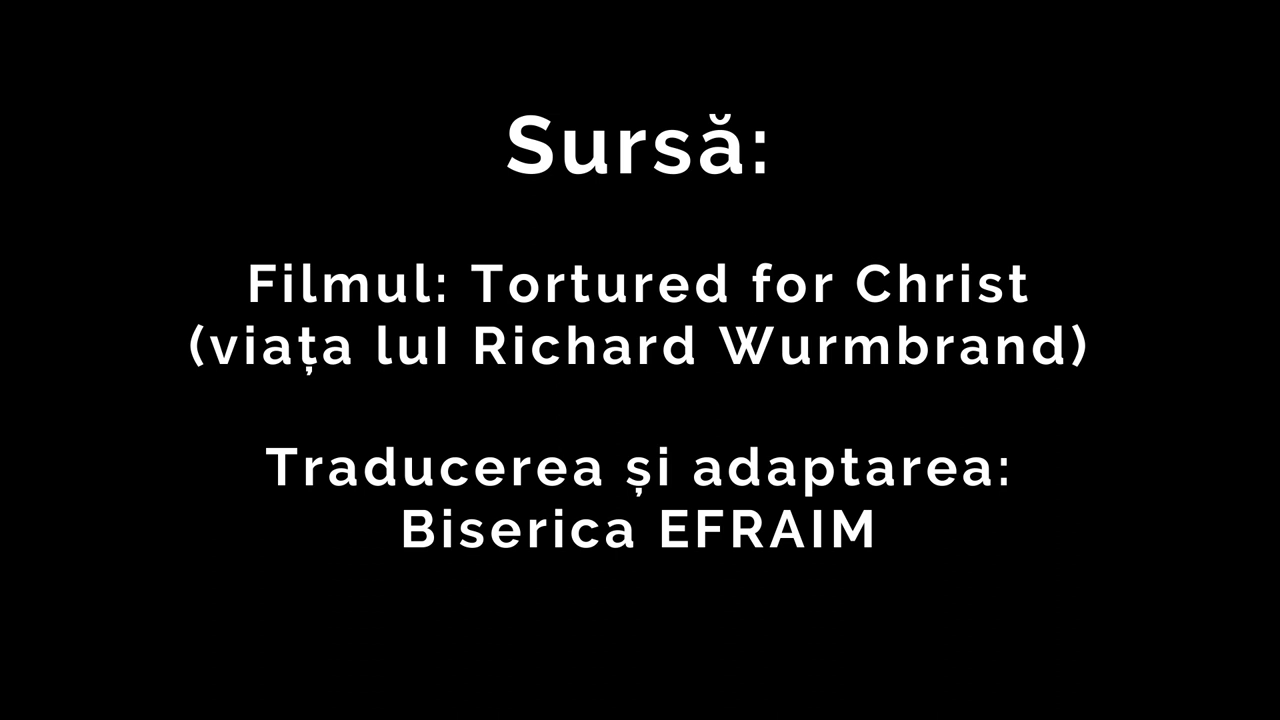 Sursă:
Filmul: Tortured for Christ
(viața luI Richard Wurmbrand)
Traducerea și adaptarea:
Biserica EFRAIM